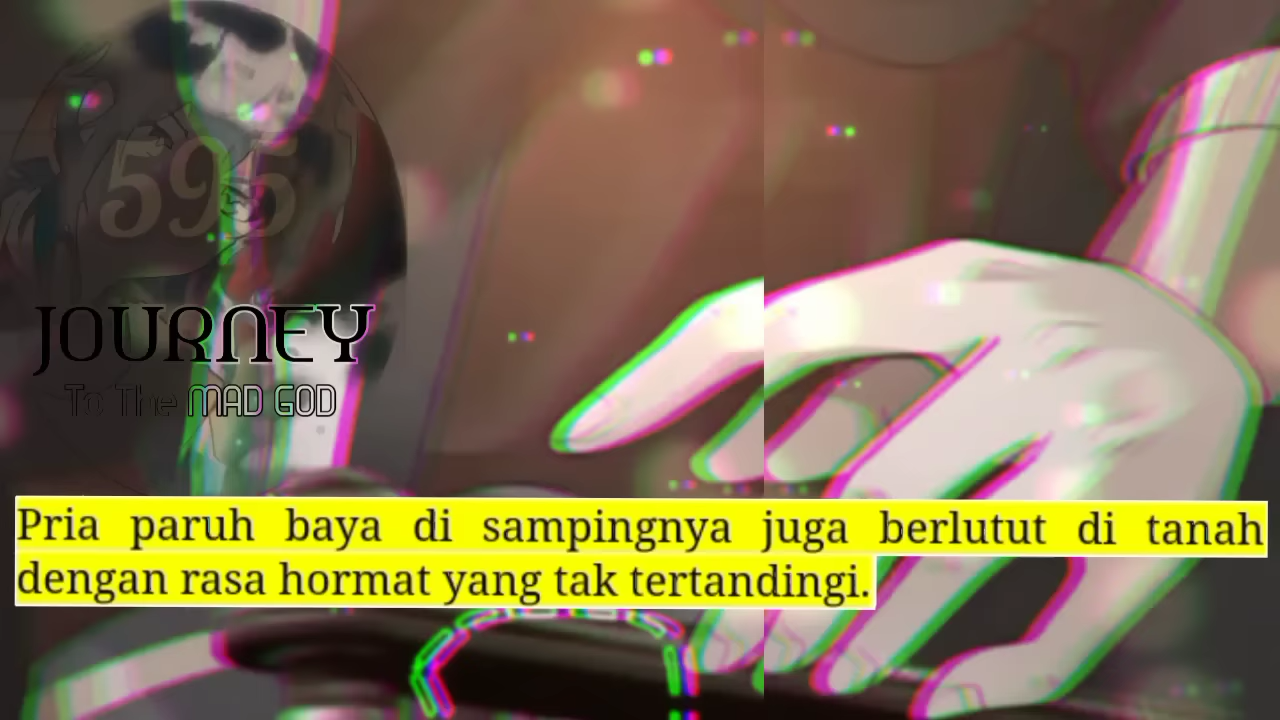 595
JOURNEY
To The MAD GOD
Pria paruh baya di sampingnya juga berlutut di tanah
dengan rasa hormat yang tak tertandingi.